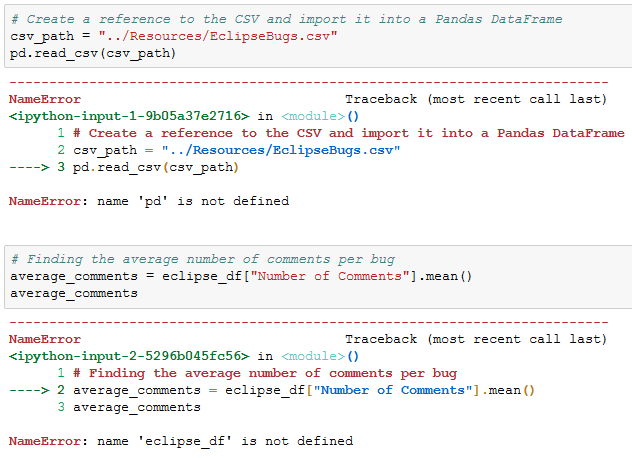 # Create a reference to the CSV and import it into a Pandas DataFrame
csv_path = "../Resources/EclipseBugs.csv"
pd.read_csv(csv_path)
---------------------------------------------------------------------------
NameError                                 Traceback (most recent call last)
<ipython-input-1-9b05a37e2716> in <module>()
      1 # Create a reference to the CSV and import it into a Pandas DataFrame
      2 csv_path = "../Resources/EclipseBugs.csv"
----> 3 pd.read_csv(csv_path)
NameError: name 'pd' is not defined
# Finding the average number of comments per bug
average_comments = eclipse_df["Number of Comments"].mean()
average_comments
---------------------------------------------------------------------------
NameError                                 Traceback (most recent call last)
<ipython-input-2-5296b045fc56> in <module>()
      1 # Finding the average number of comments per bug
----> 2 average_comments = eclipse_df["Number of Comments"].mean()
      3 average_comments
NameError: name 'eclipse_df' is not defined